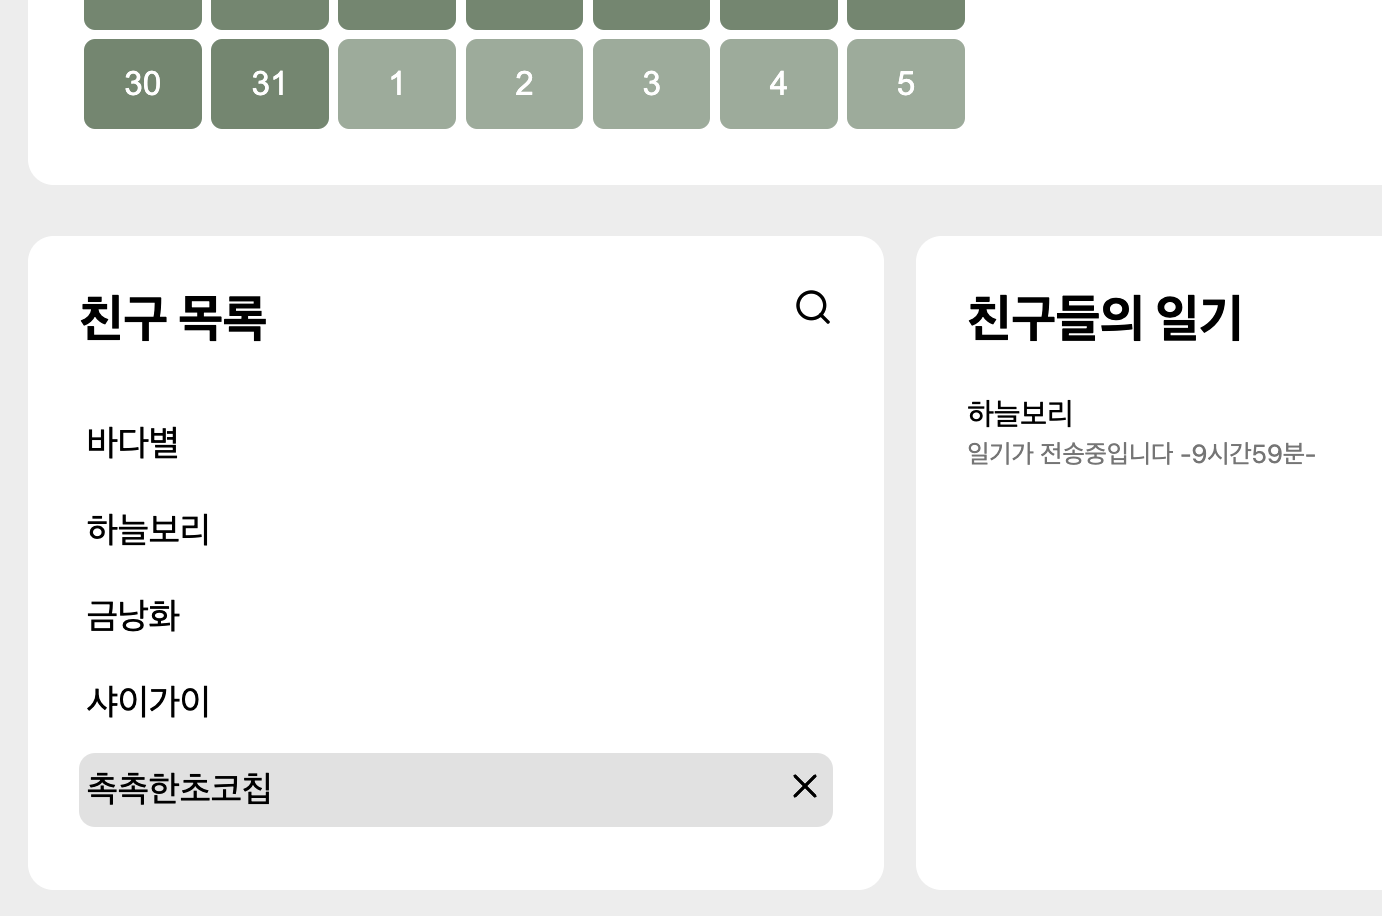 30 31 1 2 3 4 5
친구 목록
바다별
하늘보리
금낭화
샤이가이
촉촉한초코칩
친구들의 일기
하늘보리
일기가 전송중입니다 -9시간59분-